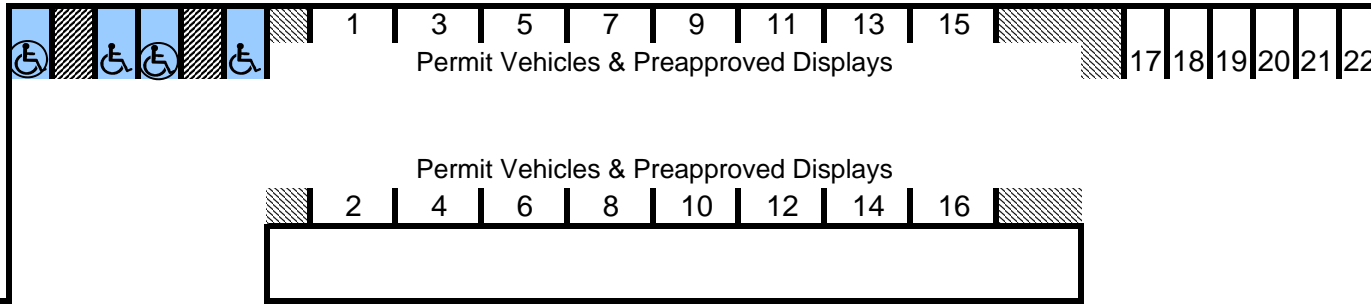 1 3 5 7 9 11 13 15
Permit Vehicles & Preapproved Displays
17 18 19 20 21 22
Permit Vehicles & Preapproved Displays
2 4 6 8 10 12 14 16